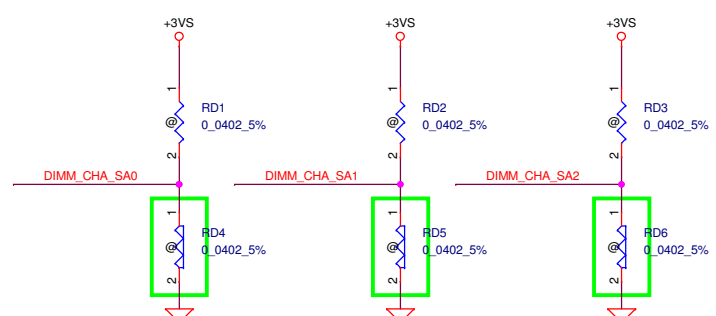 +3VS +3VS +3VS
1 1 1
RD1 RD2 RD3
@ 0_0402_5% @ 0_0402_5% @ 0_0402_5%
2 2 2
DIMM_CHA_SA0 DIMM_CHA_SA1 DIMM_CHA_SA2
1 1 1
RD4 RD5 RD6
@ 0_0402_5% @ 0_0402_5% @ 0_0402_5%
2 2 2